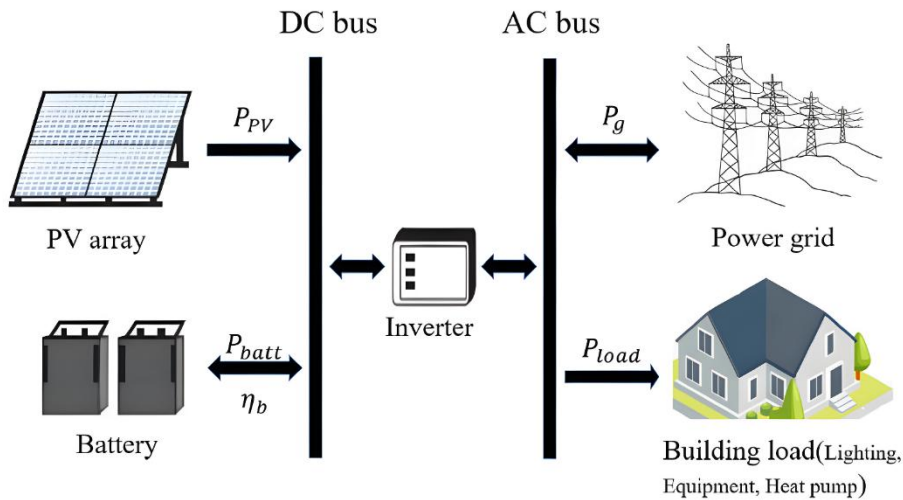 DC bus
AC bus
P_PV
P_g
PV array
Power grid
Inverter
P_batt
η_b
P_load
Battery
Building load(Lighting,
Equipment, Heat pump)